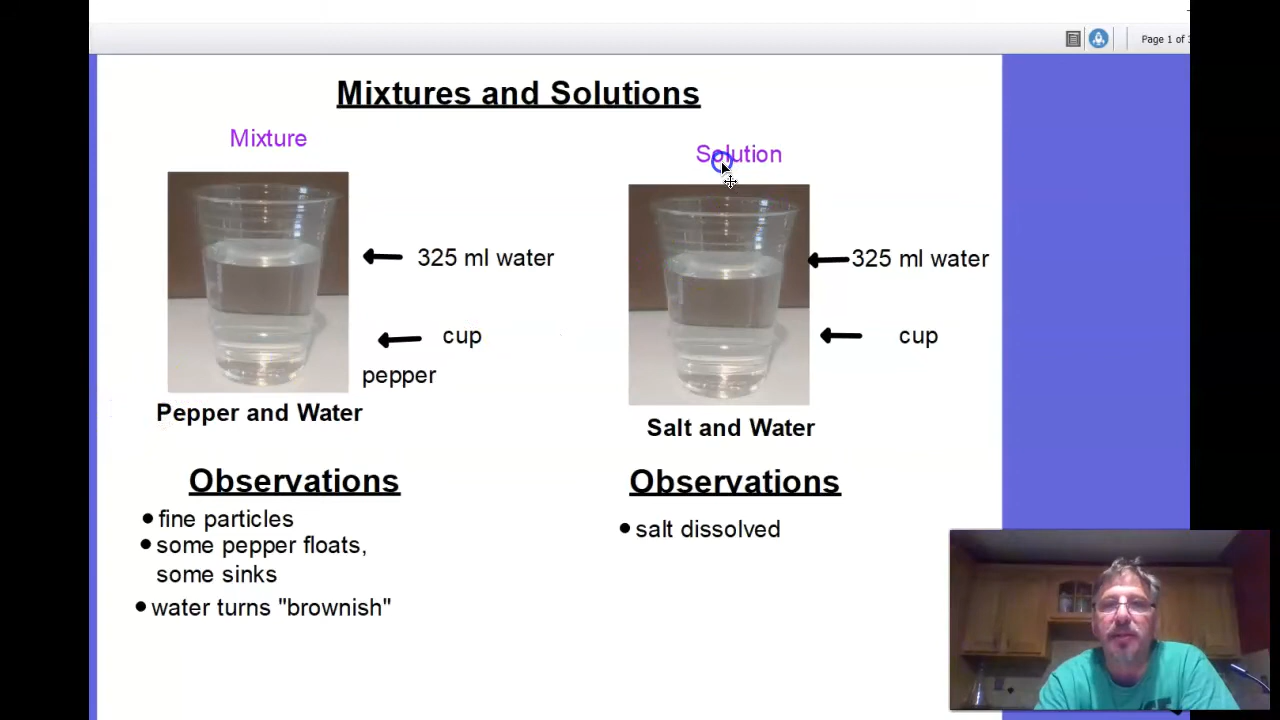 Page 1 of
Mixtures and Solutions
Mixture
Solution
325 ml water
325 ml water
cup
cup
pepper
Pepper and Water
Salt and Water
Observations
Observations
fine particles
salt dissolved
some pepper floats,
some sinks
water turns "brownish"